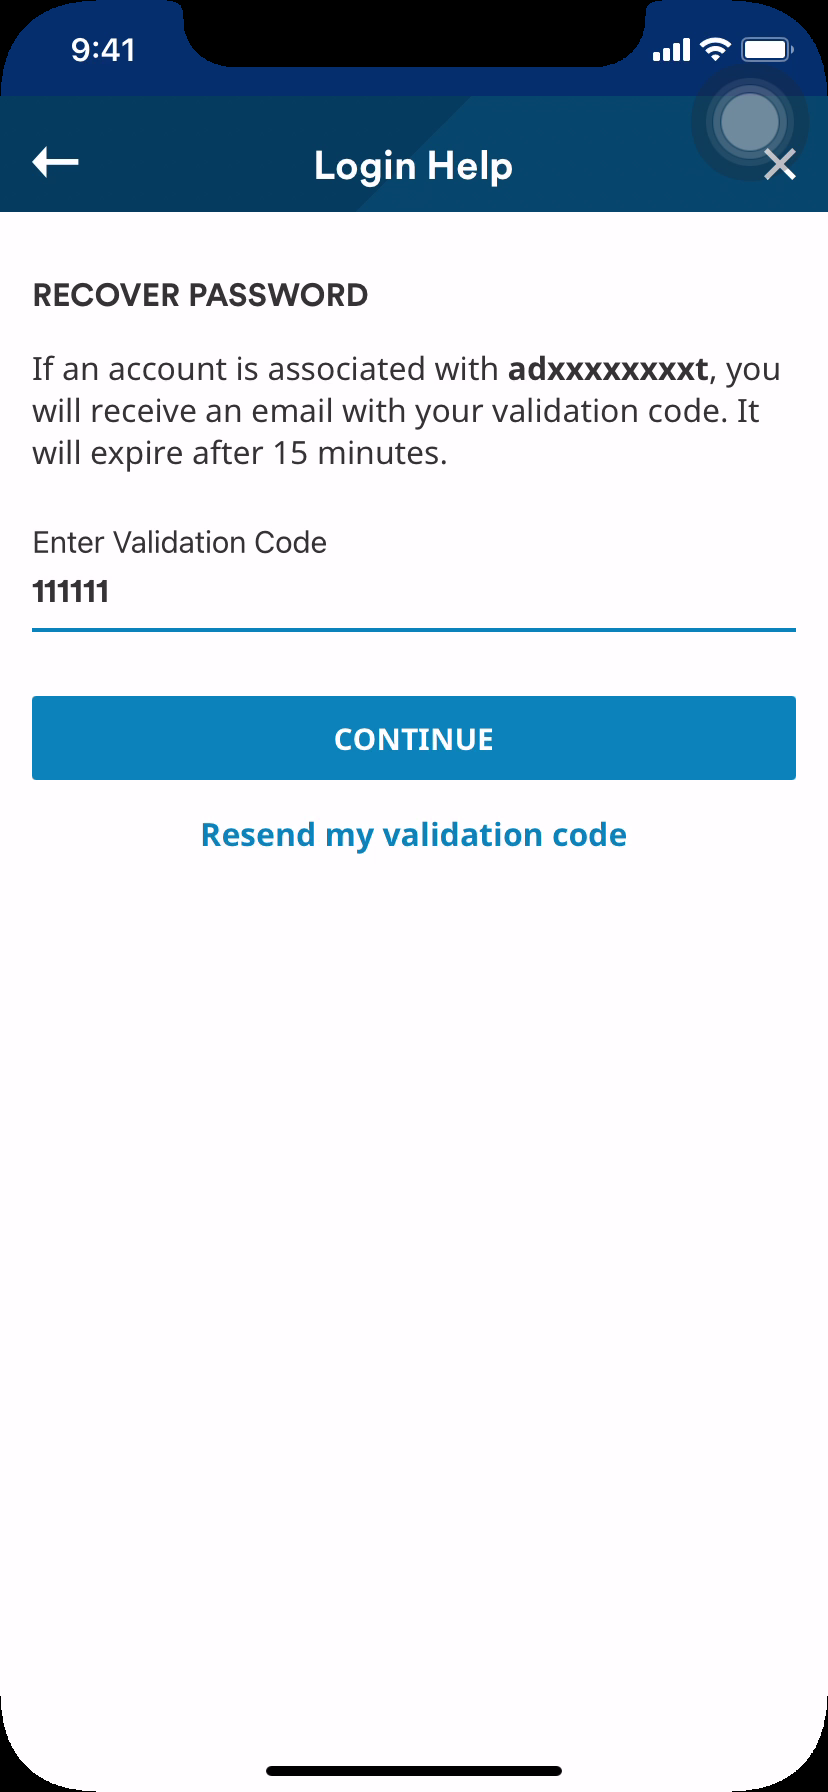 9:41
Login Help
RECOVER PASSWORD
If an account is associated with adxxxxxxxxt, you
will receive an email with your validation code. It
will expire after 15 minutes.
Enter Validation Code
111111
CONTINUE
Resend my validation code